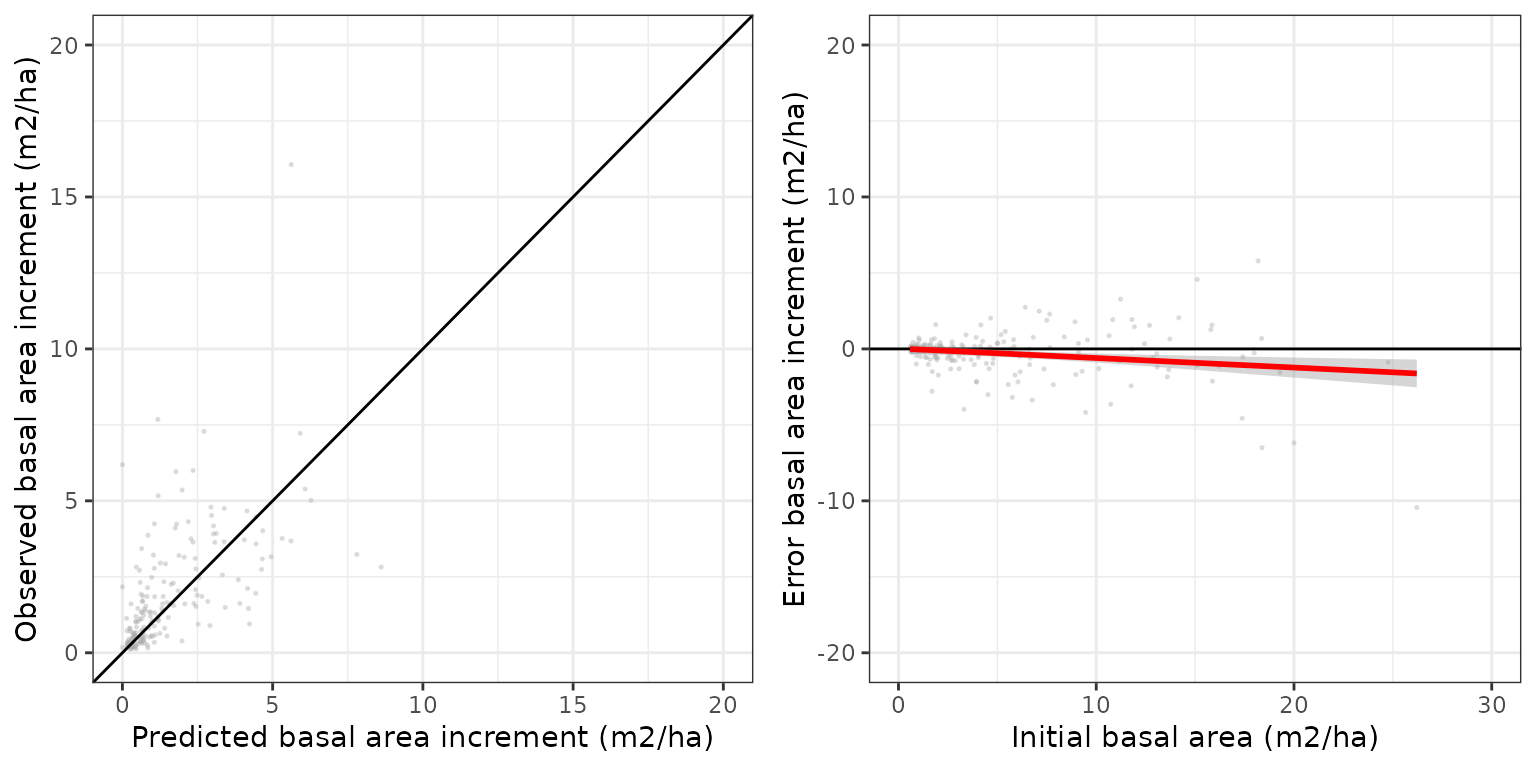 Observed basal area increment (m2/ha)
20
15
10
5
0
0 5 10 15 20
Predicted basal area increment (m2/ha)
Error basal area increment (m2/ha)
20
10
0
-10
-20
0 10 20 30
Initial basal area (m2/ha)